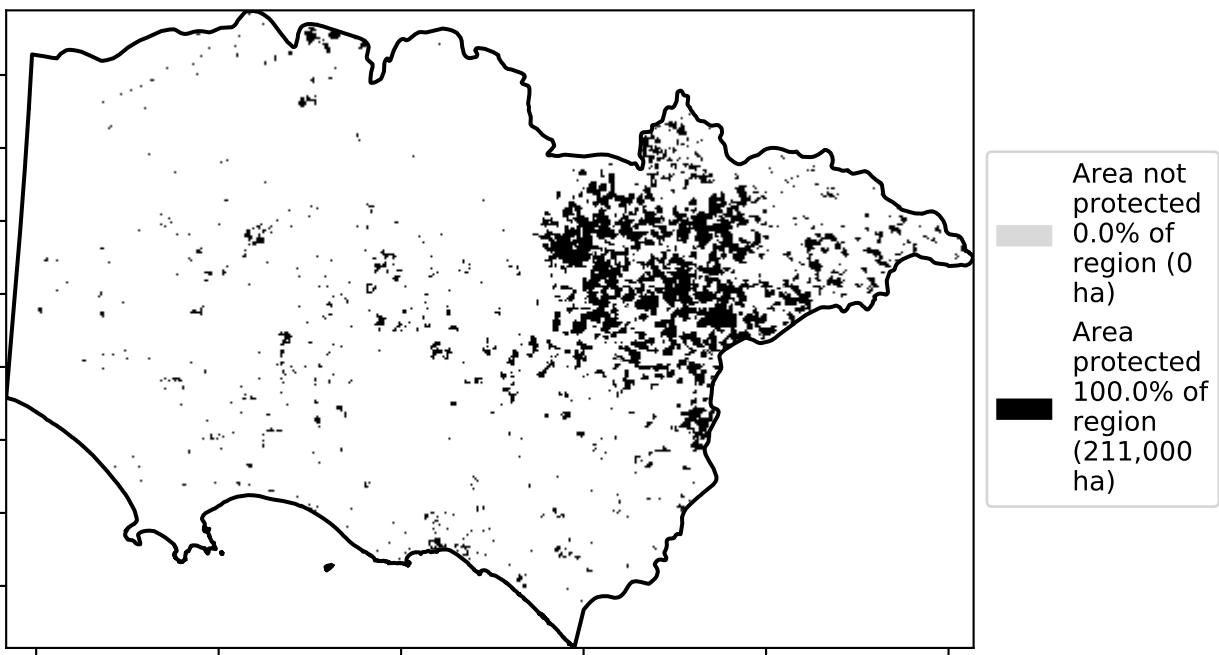 Area not
protected
0.0% of
region (0
ha)
Area
protected
100.0% of
region
(211,000
ha)